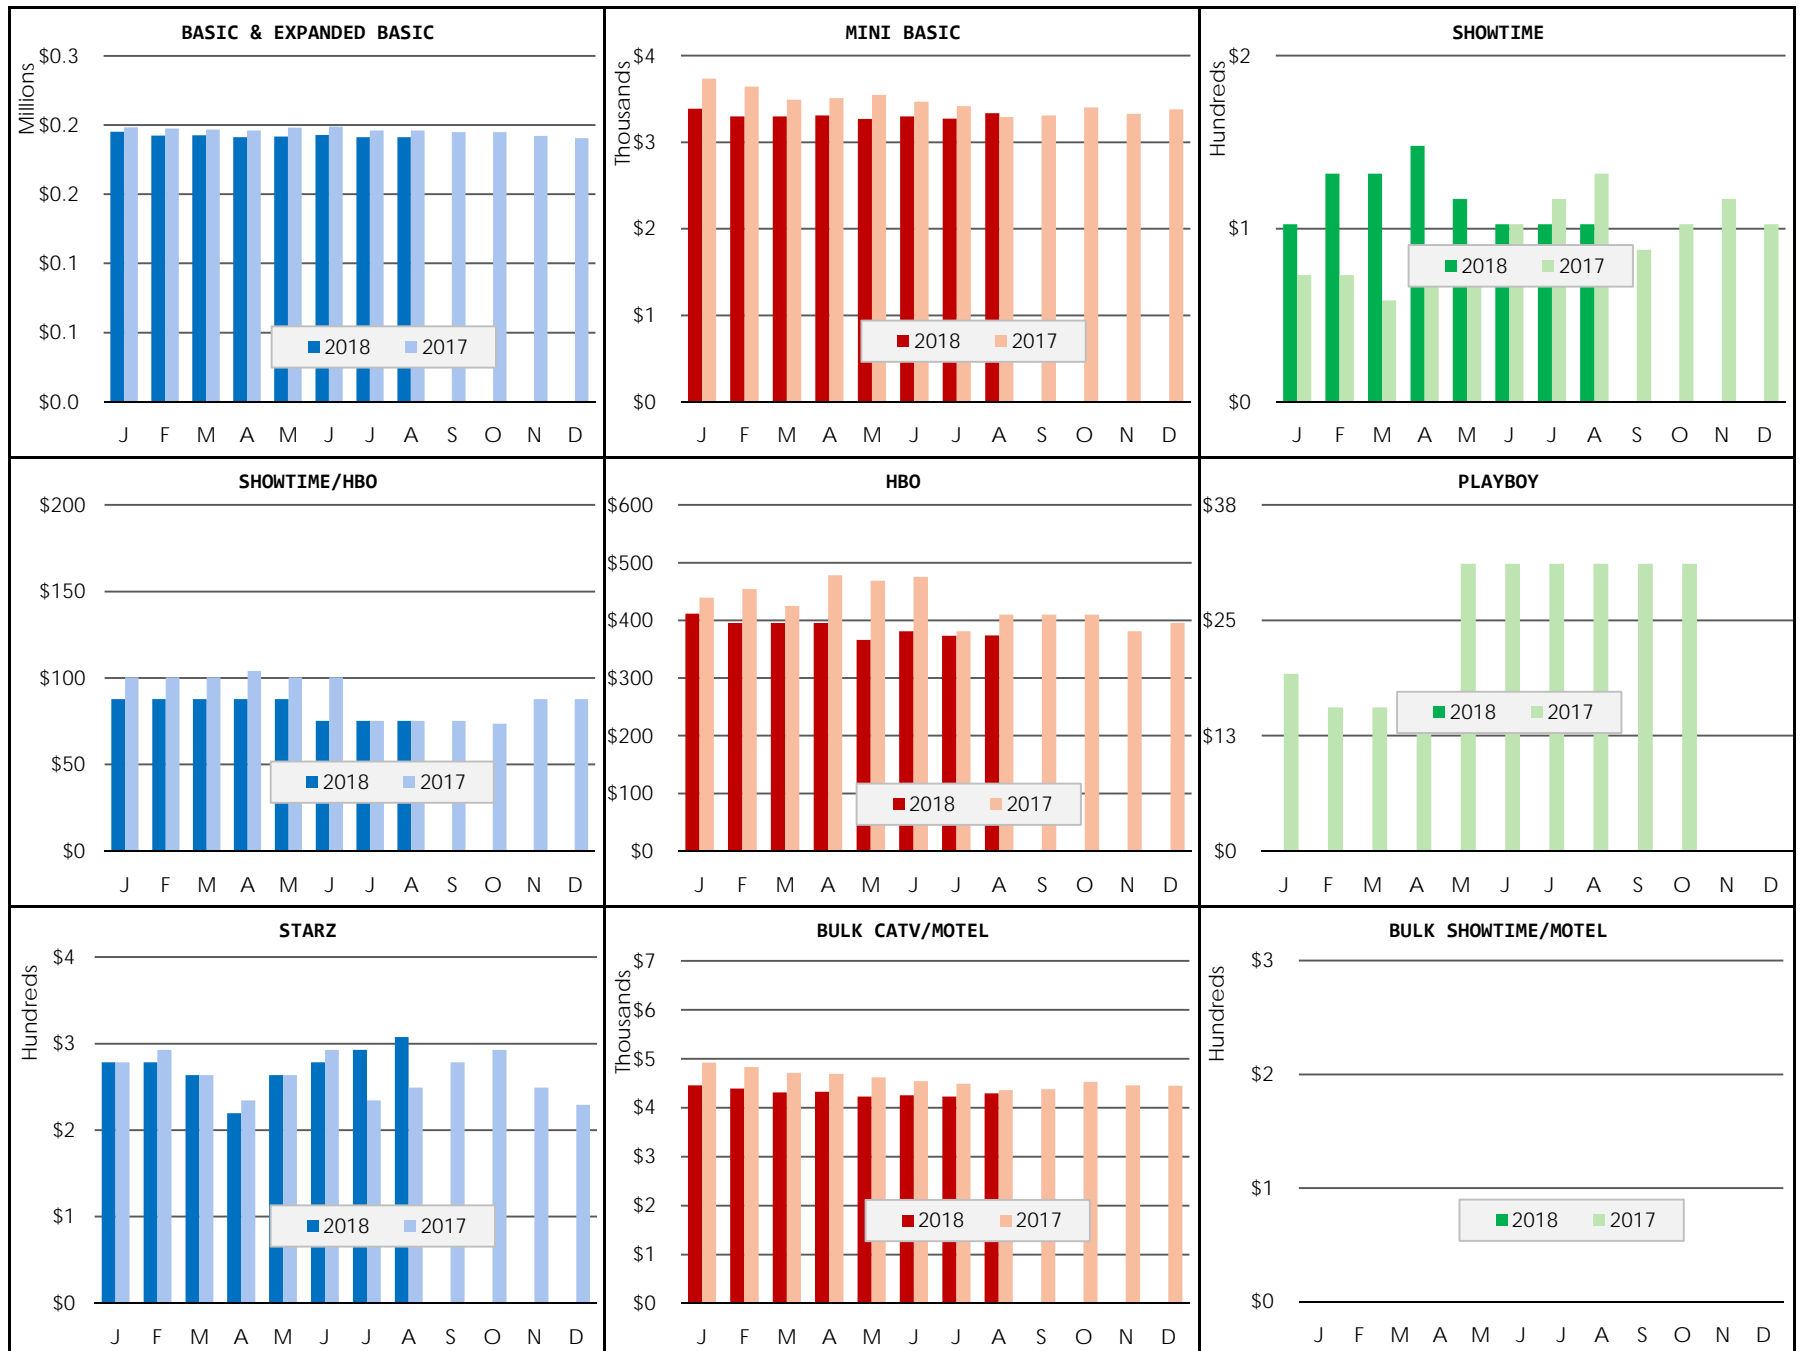 BASIC & EXPANDED BASIC
Millions
$0.3
$0.2
$0.2
$0.1
$0.1
$0.0
2018 2017
J F M A M J J A S O N D
MINI BASIC
Thousands
$4
$3
$2
$1
$0
2018 2017
J F M A M J J A S O N D
SHOWTIME
Hundreds
$2
$1
$0
2018 2017
J F M A M J J A S O N D
SHOWTIME/HBO
$200
$150
$100
$50
$0
2018 2017
J F M A M J J A S O N D
HBO
$600
$500
$400
$300
$200
$100
$0
2018 2017
J F M A M J J A S O N D
PLAYBOY
$38
$25
$13
$0
2018 2017
J F M A M J J A S O N D
STARZ
Hundreds
$4
$3
$2
$1
$0
2018 2017
J F M A M J J A S O N D
BULK CATV/MOTEL
Thousands
$7
$6
$5
$4
$3
$2
$1
$0
2018 2017
J F M A M J J A S O N D
BULK SHOWTIME/MOTEL
Hundreds
$3
$2
$1
$0
2018 2017
J F M A M J J A S O N D